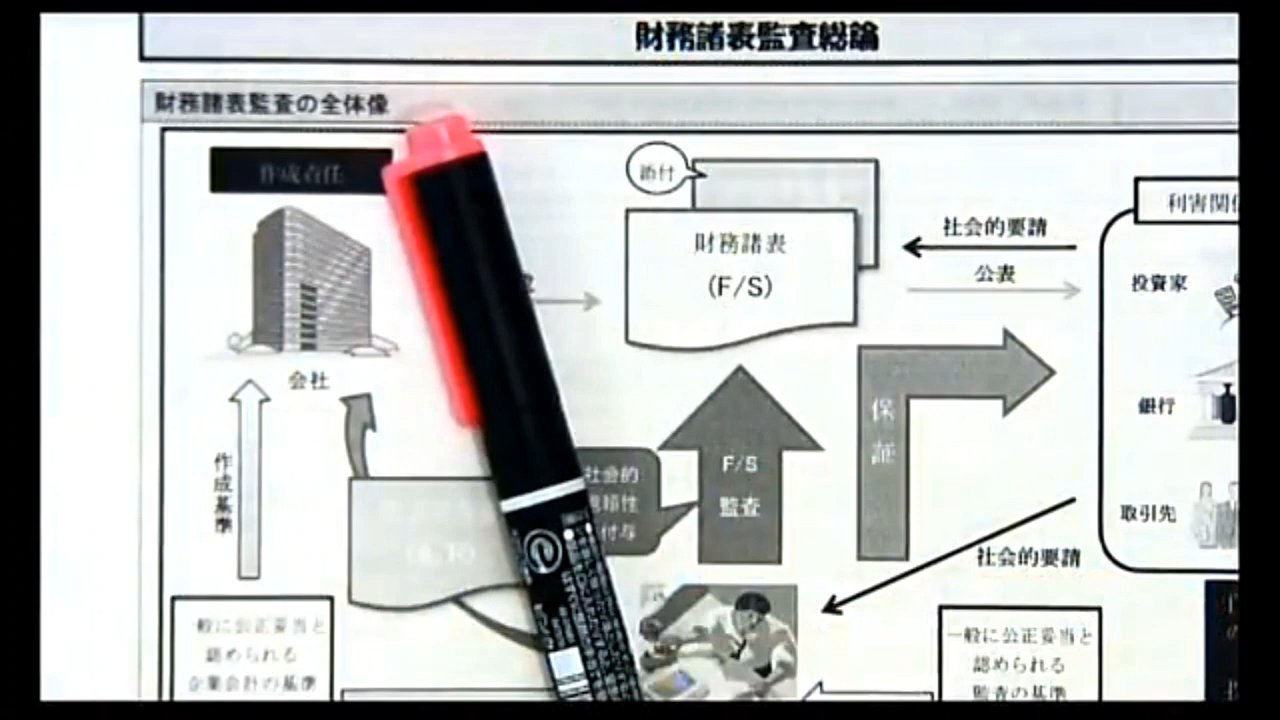 財務諸表監査総論
財務諸表監査の全体像
作成責任
添付
財務諸表
(F/S)
社会的要請
公表
利害関係
投資家
銀行
取引先
会社
作成基準
保証
F/S
監査
社会的
信頼性
付与
社会的要請
一般に公正妥当と
認められる
企業会計の基準
一般に公正妥当と
認められる
監査の基準